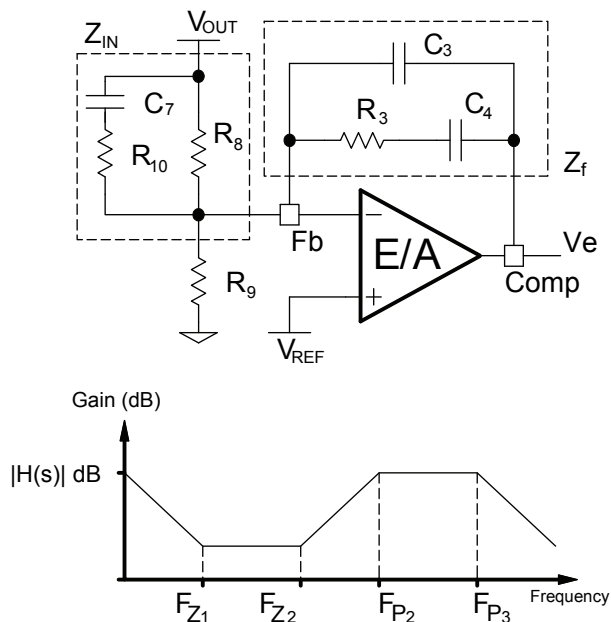 Z_IN
V_OUT
C_3
C_7
R_3
C_4
R_10
R_8
Z_f
−
Fb
E/A
Ve
R_9
+
Comp
V_REF
Gain (dB)
|H(s)| dB
F_Z1
F_Z2
F_P2
F_P3
Frequency